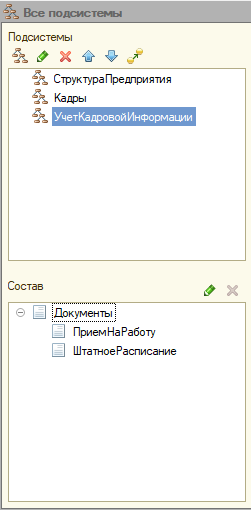 Все подсистемы
Подсистемы
СтруктураПредприятия
Кадры
УчетКадровойИнформации
Состав
Документы
ПриемНаРаботу
ШтатноеРасписание